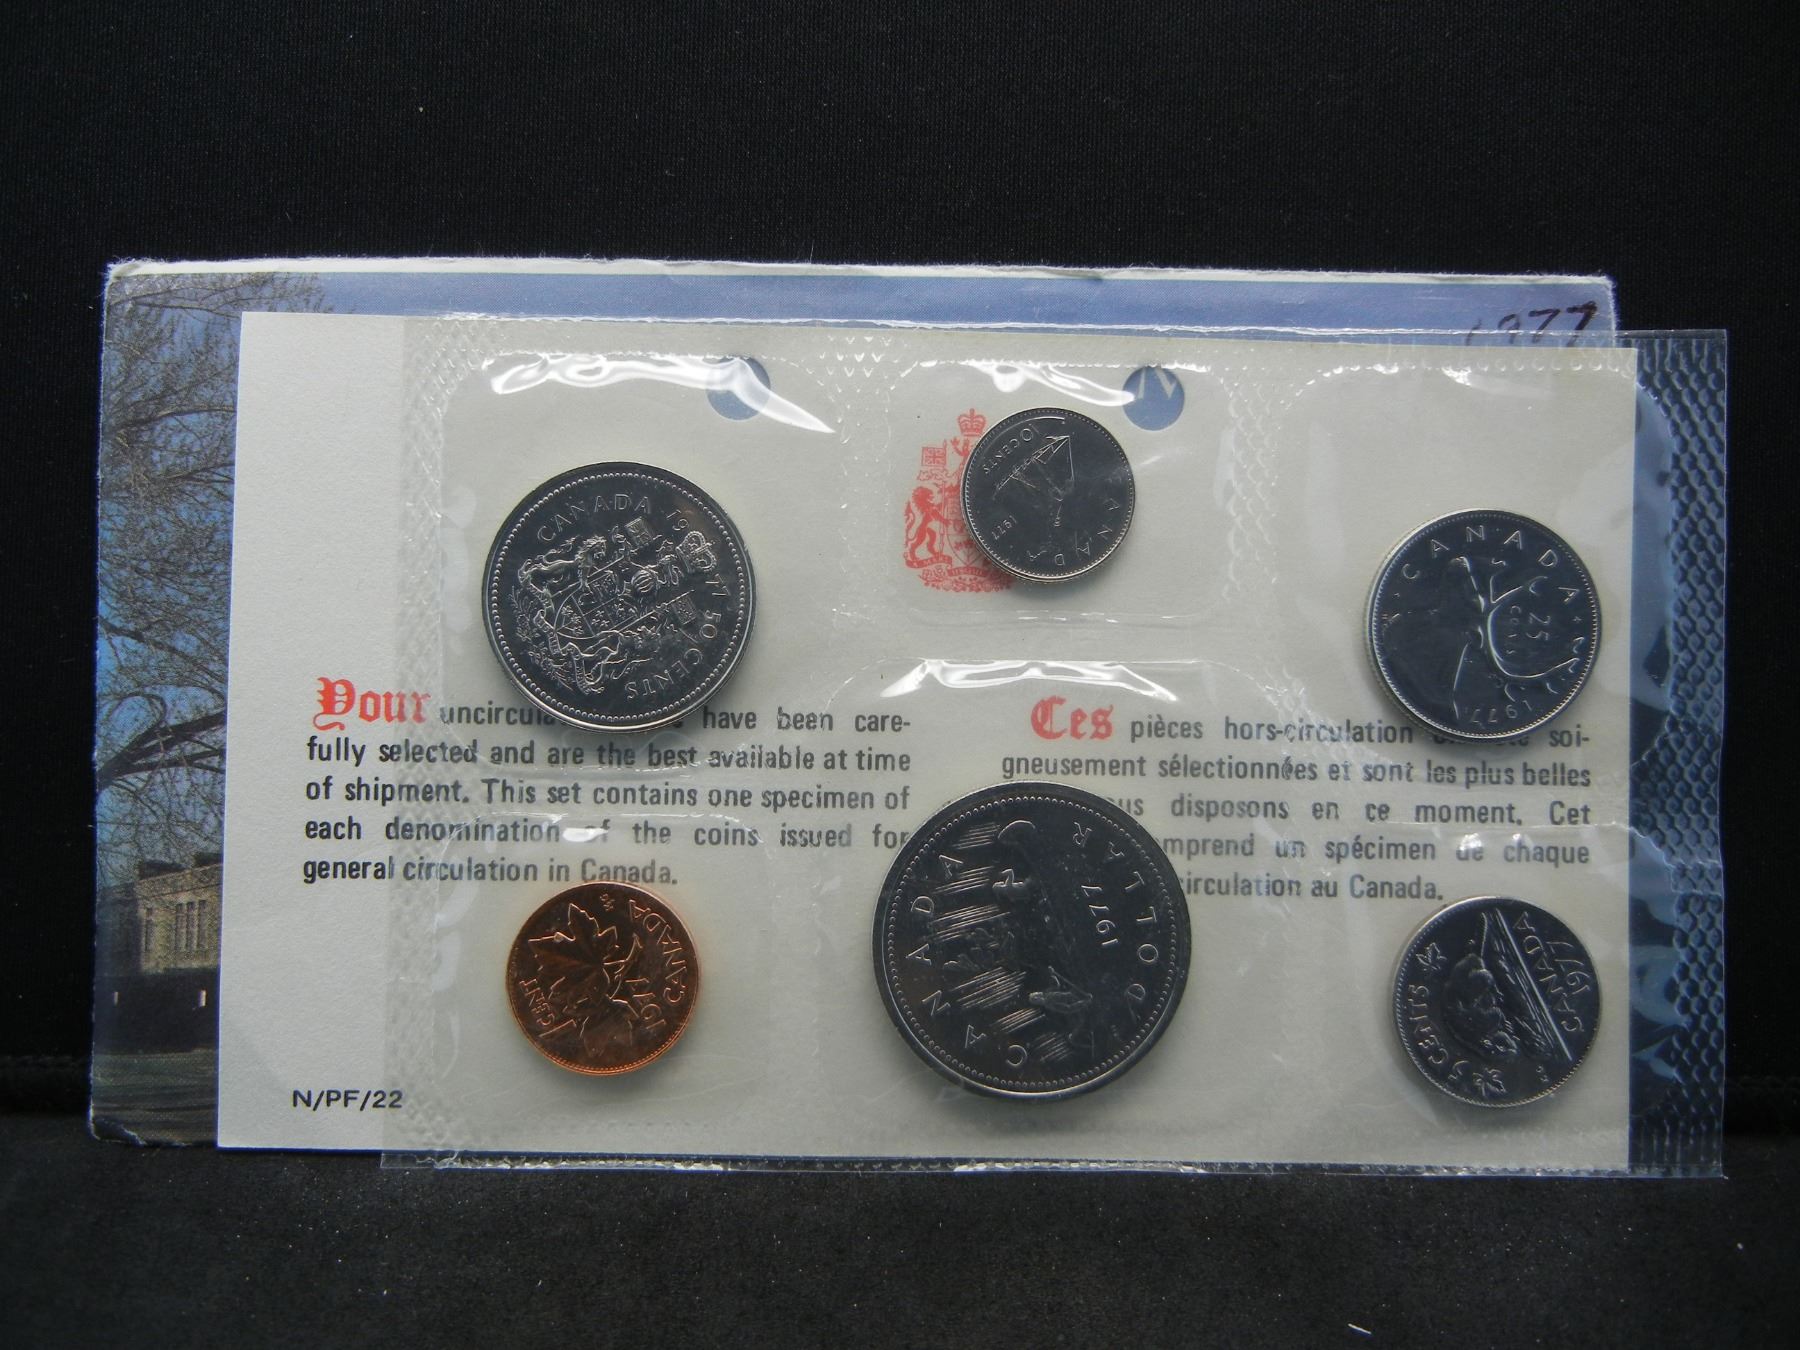 1977
CANADA 1977 50 CENTS
10 CENTS
CANADA
1977
CANADA
25
CENTS
1977
Your uncircula have been care-
fully selected and are the best available at time
of shipment. This set contains one specimen of
each denomination of the coins issued for
general circulation in Canada.
Ces pièces hors-circulation soi-
gneusement sélectionnées et sont les plus belles
disposons en ce moment. Cet
mprend un spécimen de chaque
circulation au Canada.
1 CENT
1977
CANADA
CANADA
1977
DOLLAR
5 CENTS
CANADA
1977
N/PF/22